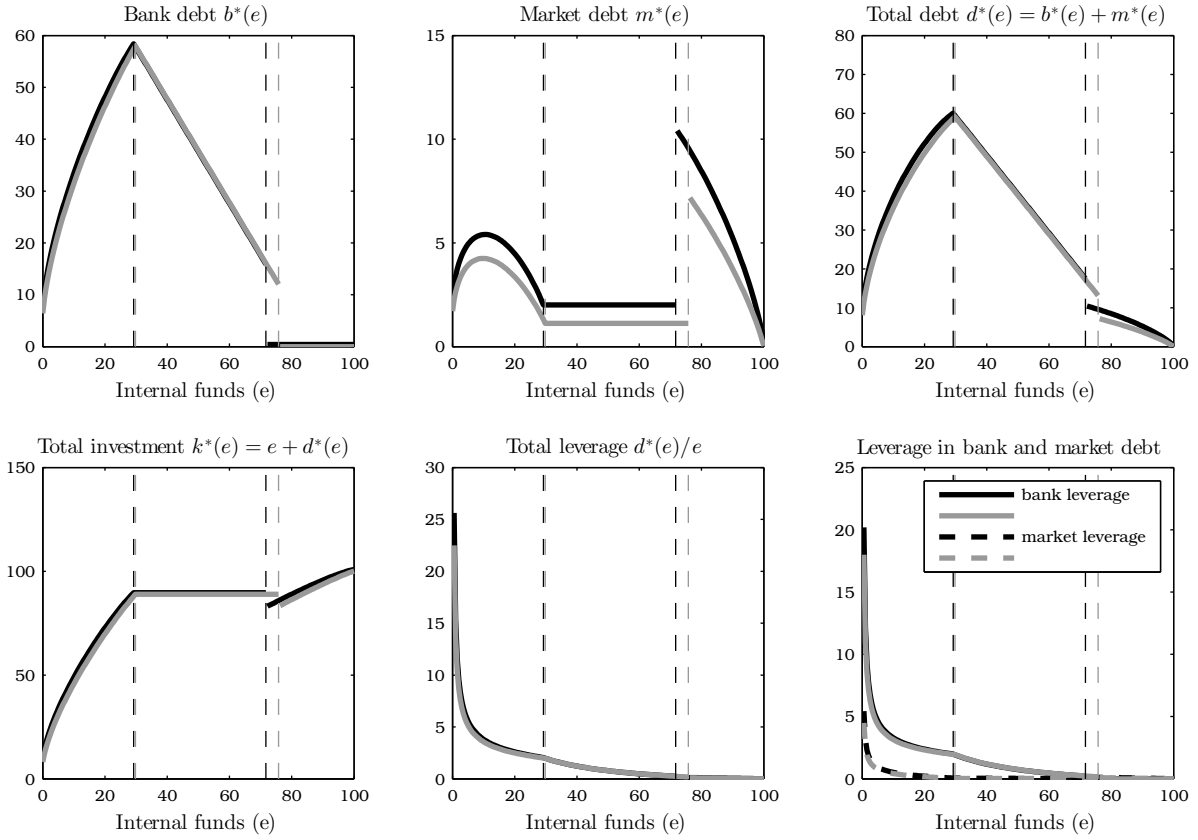 Bank debt b*(e)
60
50
40
30
20
10
0
0 20 40 60 80 100
Internal funds (e)
Market debt m*(e)
15
10
5
0
0 20 40 60 80 100
Internal funds (e)
Total debt d*(e) = b*(e) + m*(e)
80
70
60
50
40
30
20
10
0
0 20 40 60 80 100
Internal funds (e)
Total investment k*(e) = e + d*(e)
150
100
50
0
0 20 40 60 80 100
Internal funds (e)
Total leverage d*(e)/e
30
25
20
15
10
5
0
0 20 40 60 80 100
Internal funds (e)
Leverage in bank and market debt
25
20
15
10
5
0
bank leverage
market leverage
0 20 40 60 80 100
Internal funds (e)